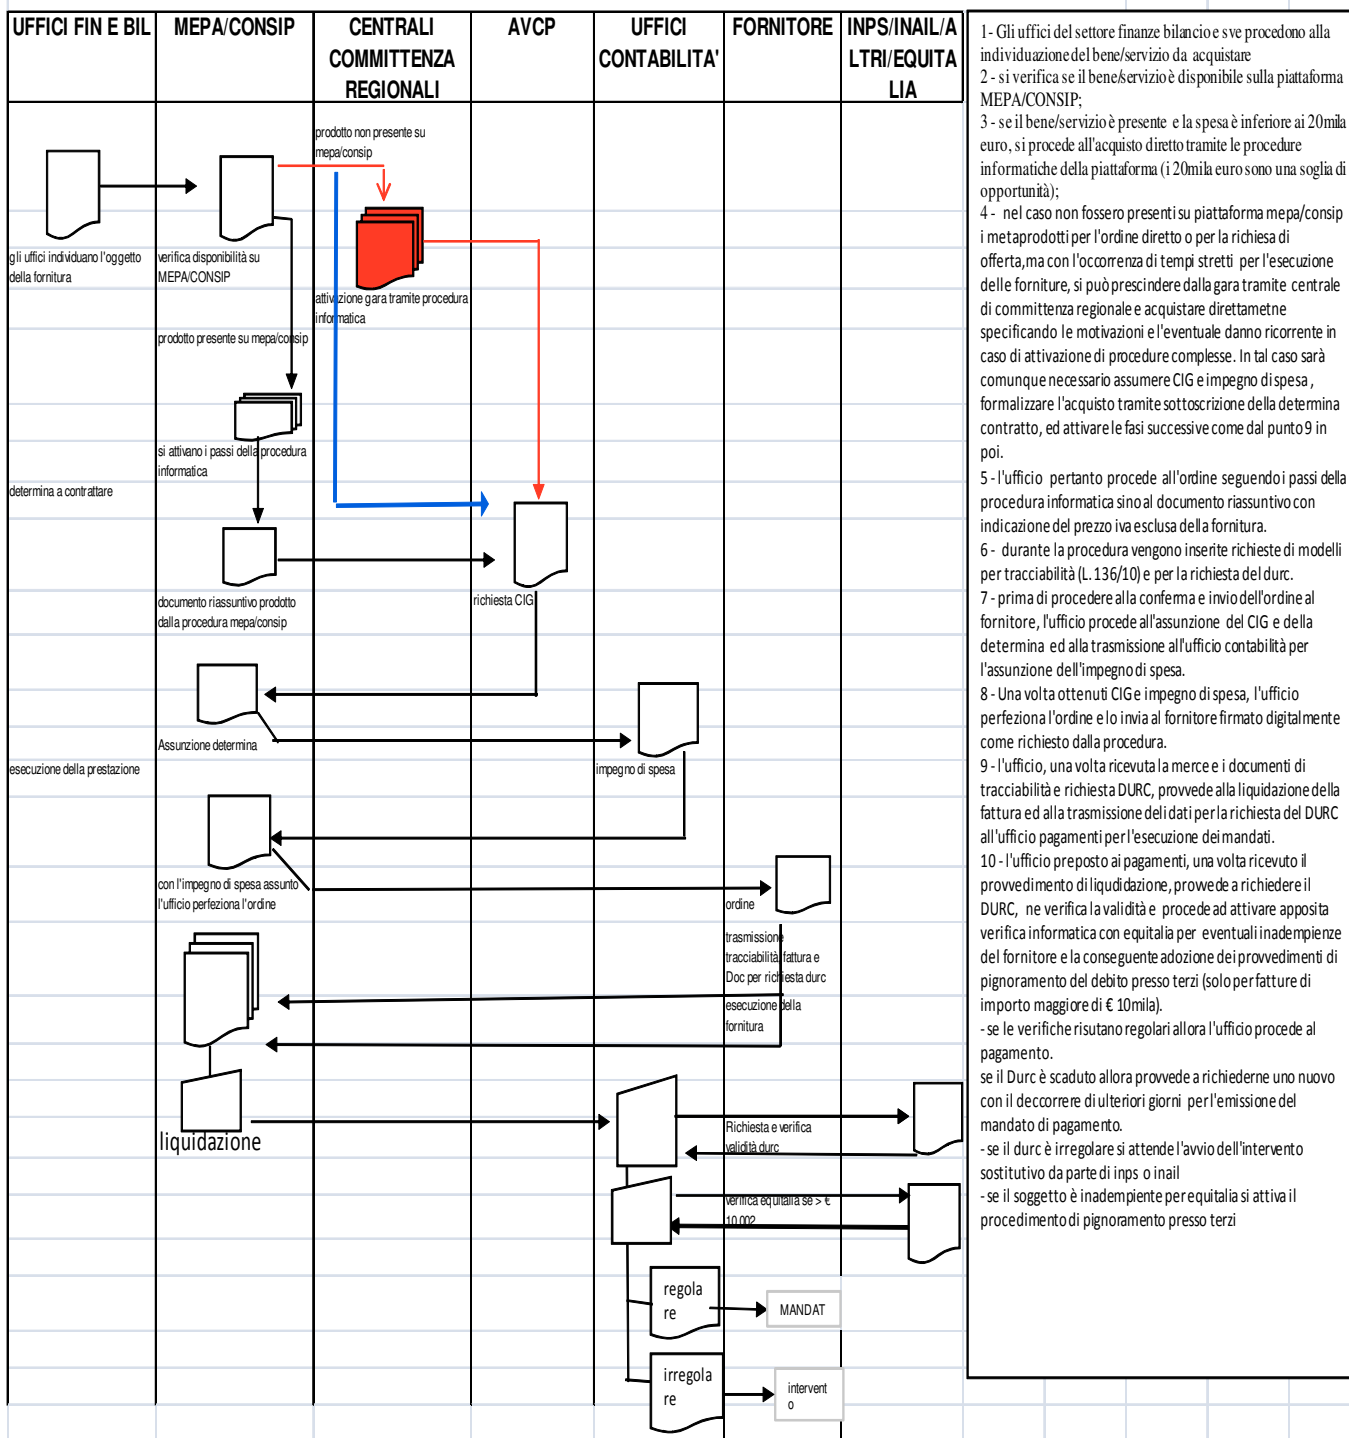 UFFICI FIN E BIL
MEPA/CONSIP
CENTRALI
COMMITTENZA
REGIONALI
AVCP
UFFICI
CONTABILITA'
FORNITORE
INPS/INAIL/A
LTRI/EQUITA
LIA
prodotto non presente su
mepa/consip
gli uffici individuano l'oggetto
della fornitura
verifica disponibilità su
MEPA/CONSIP
attivazione gara tramite procedura
informatica
prodotto presente su mepa/consip
si attivano i passi della procedura
informatica
determina a contrattare
documento riassuntivo prodotto
dalla procedura mepa/consip
richiesta CIG
Assunzione determina
esecuzione della prestazione
impegno di spesa
con l'impegno di spesa assunto
l'ufficio perfeziona l'ordine
ordine
trasmissione
tracciabilità, fattura e
Doc per richiesta durc
esecuzione della
fornitura
liquidazione
Richiesta e verifica
validità durc
verifica equitalia se > €
10.002
regola
re
MANDAT
irregola
re
intervent
o
1- Gli uffici del settore finanze bilancio e sve procedono alla
individuazione del bene/servizio da acquistare
2 - si verifica se il bene/servizio è disponibile sulla piattaforma
MEPA/CONSIP;
3 - se il bene/servizio è presente e la spesa è inferiore ai 20mila
euro, si procede all'acquisto diretto tramite le procedure
informatiche della piattaforma (i 20mila euro sono una soglia di
opportunità);
4 - nel caso non fossero presenti su piattaforma mepa/consip
i metaprodotti per l'ordine diretto o per la richiesa di
offerta,ma con l'occorrenza di tempi stretti per l'esecuzione
delle forniture, si può prescindere dalla gara tramite centrale
di committenza regionale e acquistare direttametne
specificando le motivazioni e l'eventuale danno ricorrente in
caso di attivazione di procedure complesse. In tal caso sarà
comunque necessario assumere CIG e impegno di spesa ,
formalizzare l'acquisto tramite sottoscrizione della determina
contratto, ed attivare le fasi successive come dal punto 9 in
poi.
5 - l'ufficio pertanto procede all'ordine seguendo i passi della
procedura informatica sino al documento riassuntivo con
indicazione del prezzo iva esclusa della fornitura.
6 - durante la procedura vengono inserite richieste di modelli
per tracciabilità (L. 136/10) e per la richiesta del durc.
7 - prima di procedere alla conferma e invio dell'ordine al
fornitore, l'ufficio procede all'assunzione del CIG e della
determina ed alla trasmissione all'ufficio contabilità per
l'assunzione dell'impegno di spesa.
8 - Una volta ottenuti CIG e impegno di spesa, l'ufficio
perfeziona l'ordine e lo invia al fornitore firmato digitalmente
come richiesto dalla procedura.
9 - l'ufficio, una volta ricevuta la merce e i documenti di
tracciabilità e richiesta DURC, provvede alla liquidazione della
fattura ed alla trasmissione deli dati per la richiesta del DURC
all'ufficio pagamenti per l'esecuzione dei mandati.
10 - l'ufficio preposto ai pagamenti, una volta ricevuto il
provvedimento di liqudidazione, provvede a richiedere il
DURC, ne verifica la validità e procede ad attivare apposita
verifica informatica con equitalia per eventuali inadempienze
del fornitore e la conseguente adozione dei provvedimenti di
pignoramento del debito presso terzi (solo per fatture di
importo maggiore di € 10mila).
- se le verifiche risutano regolari allora l'ufficio procede al
pagamento.
se il Durc è scaduto allora provvede a richiederne uno nuovo
con il deccorrere di ulteriori giorni per l'emissione del
mandato di pagamento.
- se il durc è irregolare si attende l'avvio dell'intervento
sostitutivo da parte di inps o inail
- se il soggetto è inadempiente per equitalia si attiva il
procedimento di pignoramento presso terzi